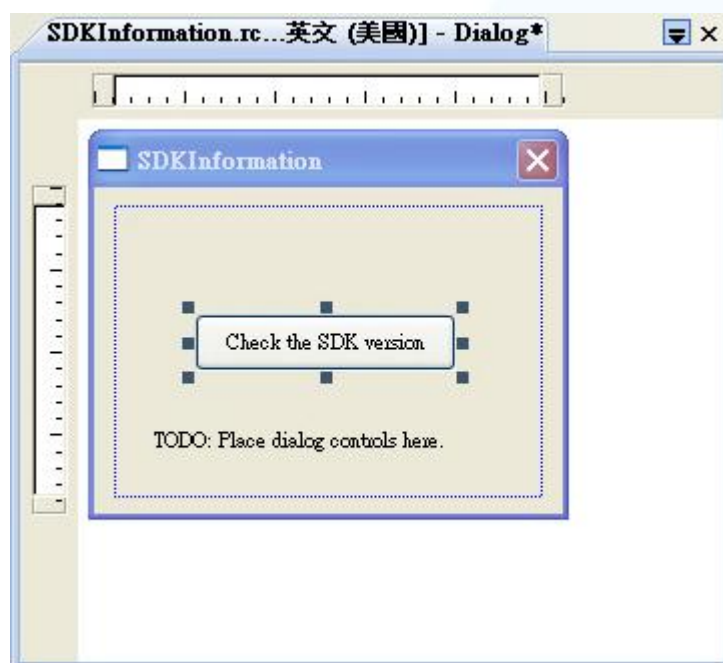 SDKInformation.rc...英文 (美國)] - Dialog*
SDKInformation
Check the SDK version
TODO: Place dialog controls here.